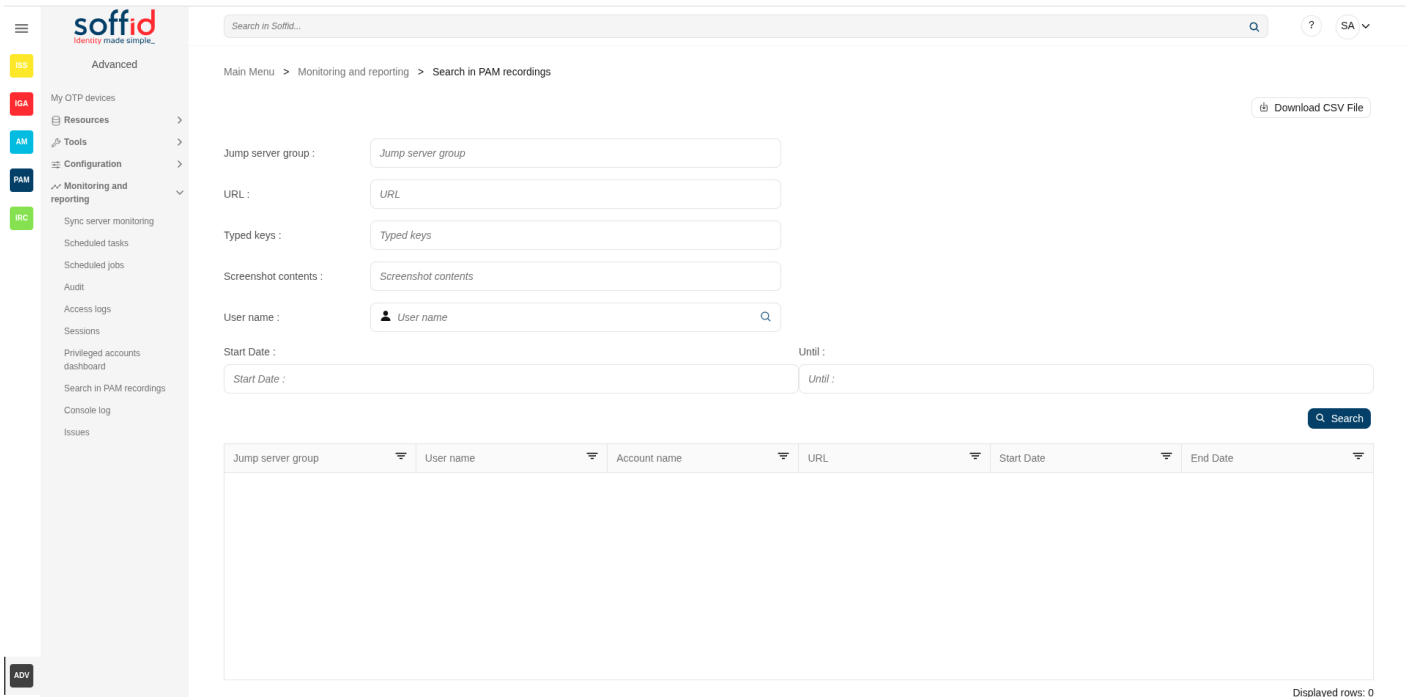 soffid
Identity made simple_
Search in Soffid...
?
SA
BSS
IGA
AM
PAM
IRC
ADV
Advanced
My OTP devices
Resources
Tools
Configuration
Monitoring and
reporting
Sync server monitoring
Scheduled tasks
Scheduled jobs
Audit
Access logs
Sessions
Privileged accounts
dashboard
Search in PAM recordings
Console log
Issues
Main Menu > Monitoring and reporting > Search in PAM recordings
Download CSV File
Jump server group : Jump server group
URL : URL
Typed keys : Typed keys
Screenshot contents : Screenshot contents
User name : User name
Start Date : Until :
Start Date : Until :
Search
Jump server group User name Account name URL Start Date End Date
Displayed rows: 0